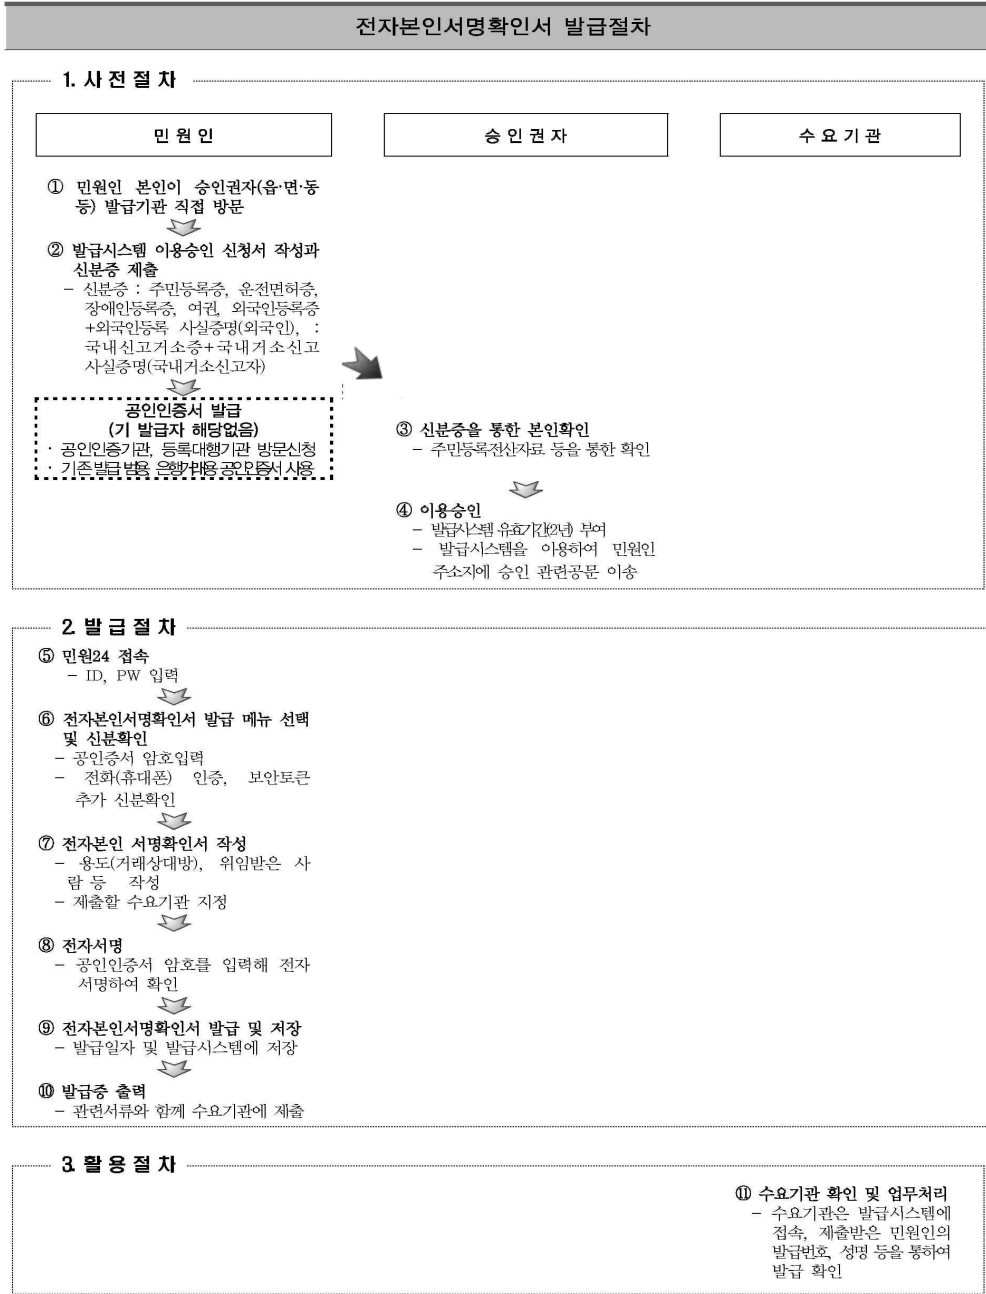 전자본인서명확인서 발급절차
1. 사 전 절 차
민 원 인
승 인 권 자
수 요 기 관
① 민원인 본인이 승인권자(읍·면·동
등) 발급기관 직접 방문
② 발급시스템 이용승인 신청서 작성과
신분증 제출
- 신분증 : 주민등록증, 운전면허증,
장애인등록증, 여권, 외국인등록증
+외국인등록 사실증명(외국인), :
국내신고거소증+국내거소신고
사실증명(국내거소신고자)
공인인증서 발급
(기 발급자 해당없음)
· 공인인증기관, 등록대행기관 방문신청
· 기존발급 범용 은행거래용 공인인증서 사용
③ 신분증을 통한 본인확인
- 주민등록전산자료 등을 통한 확인
④ 이용승인
- 발급시스템 유효기간(2년) 부여
- 발급시스템을 이용하여 민원인
주소지에 승인 관련공문 이송
2. 발 급 절 차
⑤ 민원24 접속
- ID, PW 입력
⑥ 전자본인서명확인서 발급 메뉴 선택
및 신분확인
- 공인증서 암호입력
- 전화(휴대폰) 인증, 보안토큰
추가 신분확인
⑦ 전자본인 서명확인서 작성
- 용도(거래상대방), 위임받은 사
람 등 작성
- 제출할 수요기관 지정
⑧ 전자서명
- 공인인증서 암호를 입력해 전자
서명하여 확인
⑨ 전자본인서명확인서 발급 및 저장
- 발급일자 및 발급시스템에 저장
⑩ 발급증 출력
- 관련서류와 함께 수요기관에 제출
3. 활 용 절 차
⑪ 수요기관 확인 및 업무처리
- 수요기관은 발급시스템에
접속, 제출받은 민원인의
발급번호, 성명 등을 통하여
발급 확인